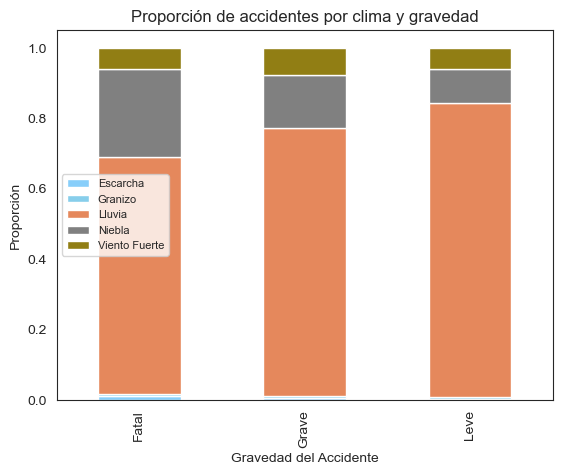 Proporción de accidentes por clima y gravedad
1.0
0.8
0.6
0.4
0.2
0.0
Proporción
Escarcha
Granizo
Lluvia
Niebla
Viento Fuerte
Fatal
Grave
Leve
Gravedad del Accidente